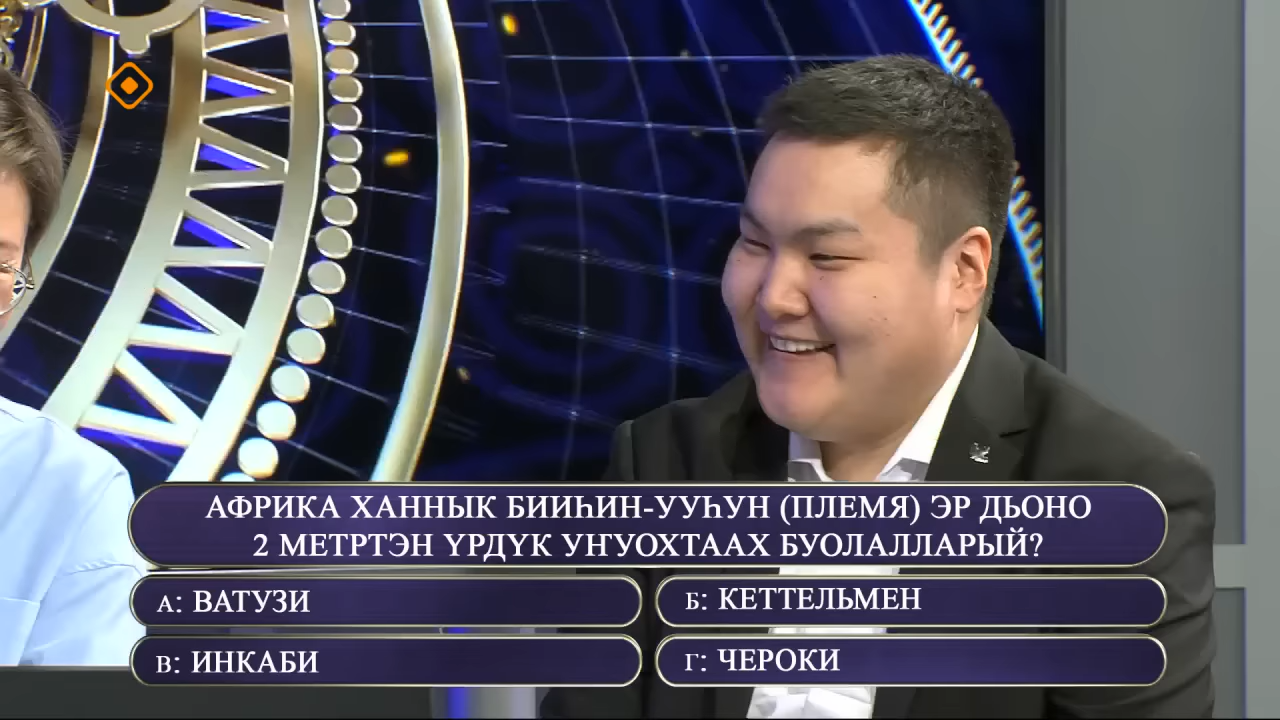 АФРИКА ХАННЫК БИИҺИН-УУҺУН (ПЛЕМЯ) ЭР ДЬОНО
2 МЕТРТЭН ҮРДҮК УҤУОХТААХ БУОЛАЛЛАРЫЙ?
А: ВАТУЗИ
Б: КЕТТЕЛЬМЕН
В: ИНКАБИ
Г: ЧЕРОКИ